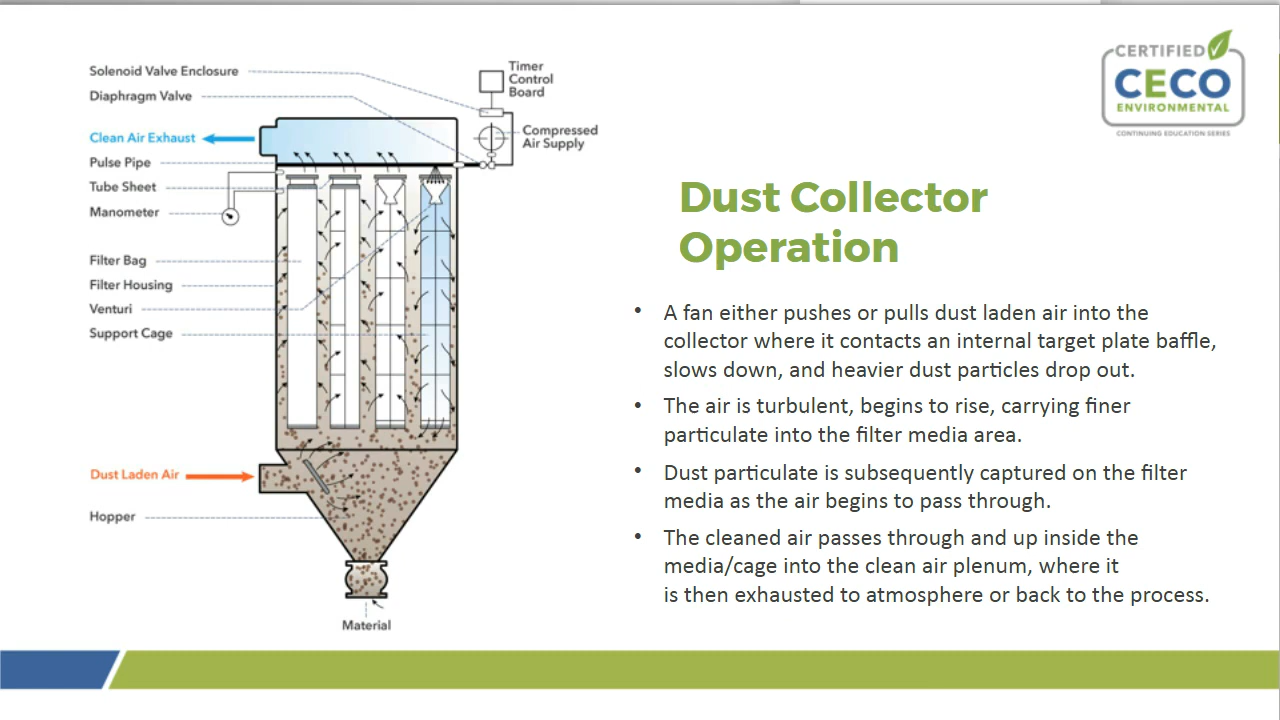 Solenoid Valve Enclosure
Diaphragm Valve
Clean Air Exhaust
Pulse Pipe
Tube Sheet
Manometer
Filter Bag
Filter Housing
Venturi
Support Cage
Dust Laden Air
Hopper
Material
Timer
Control
Board
Compressed
Air Supply
CERTIFIED
CECO
ENVIRONMENTAL
CONTINUING EDUCATION SERIES
Dust Collector
Operation
• A fan either pushes or pulls dust laden air into the
collector where it contacts an internal target plate baffle,
slows down, and heavier dust particles drop out.
• The air is turbulent, begins to rise, carrying finer
particulate into the filter media area.
• Dust particulate is subsequently captured on the filter
media as the air begins to pass through.
• The cleaned air passes through and up inside the
media/cage into the clean air plenum, where it
is then exhausted to atmosphere or back to the process.